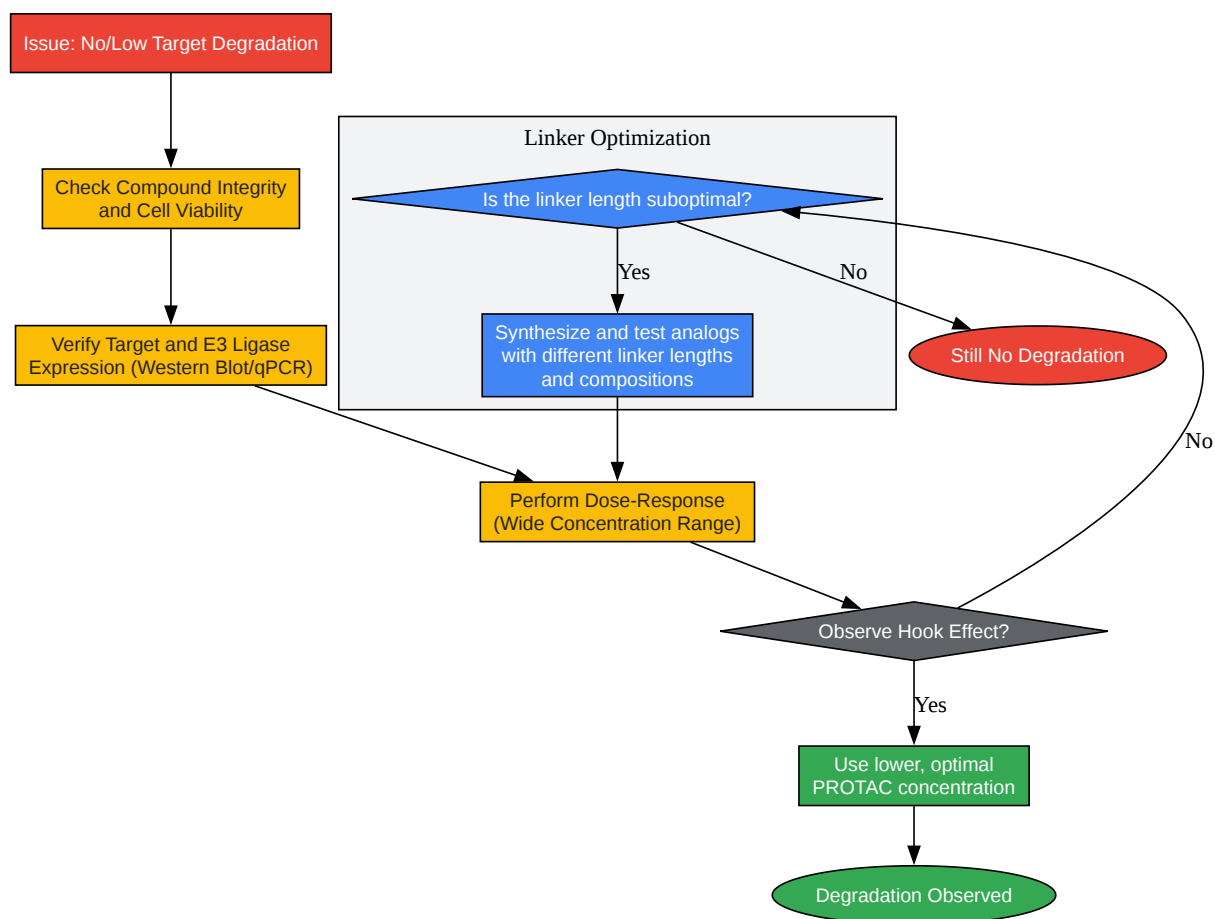 Issue: No/Low Target Degradation
Check Compound Integrity
and Cell Viability
Verify Target and E3 Ligase
Expression (Western Blot/qPCR)
Linker Optimization
Is the linker length suboptimal?
Yes
No
Synthesize and test analogs
with different linker lengths
and compositions
Still No Degradation
No
Perform Dose-Response
(Wide Concentration Range)
Observe Hook Effect?
Yes
Use lower, optimal
PROTAC concentration
Degradation Observed